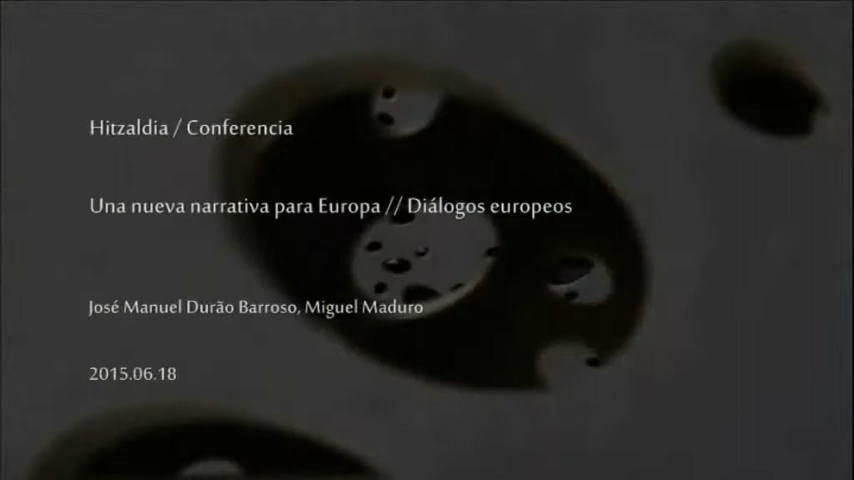 Hitzaldia / Conferencia
Una nueva narrativa para Europa // Diálogos europeos
José Manuel Durão Barroso, Miguel Maduro
2015.06.18